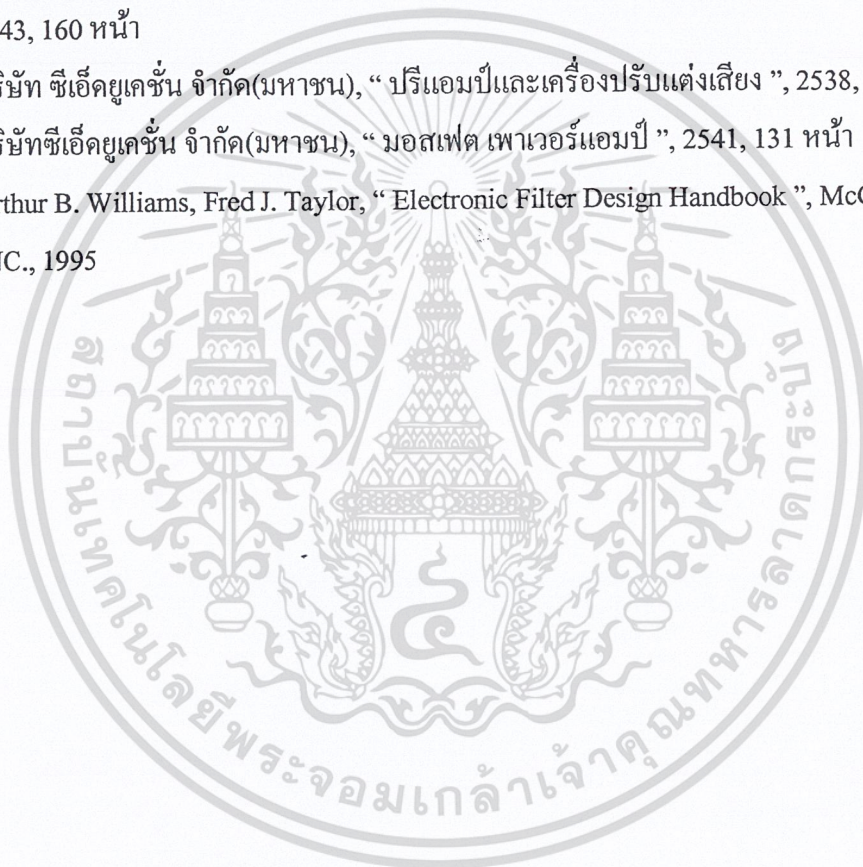 43, 160 หน้า
ริษัท ซีเอ็ดยูเคชั่น จำกัด(มหาชน), “ ปรีแอมป์และเครื่องปรับแต่งเสียง ”, 2538,
ริษัทซีเอ็ดยูเคชั่น จำกัด(มหาชน), “ มอสเฟต เพาเวอร์แอมป์ ”, 2541, 131 หน้า
rthur B. Williams, Fred J. Taylor, “ Electronic Filter Design Handbook ”, McG
NC., 1995
สถาบันเทคโนโลยีพระจอมเกล้าเจ้าคุณทหารลาดกระบัง